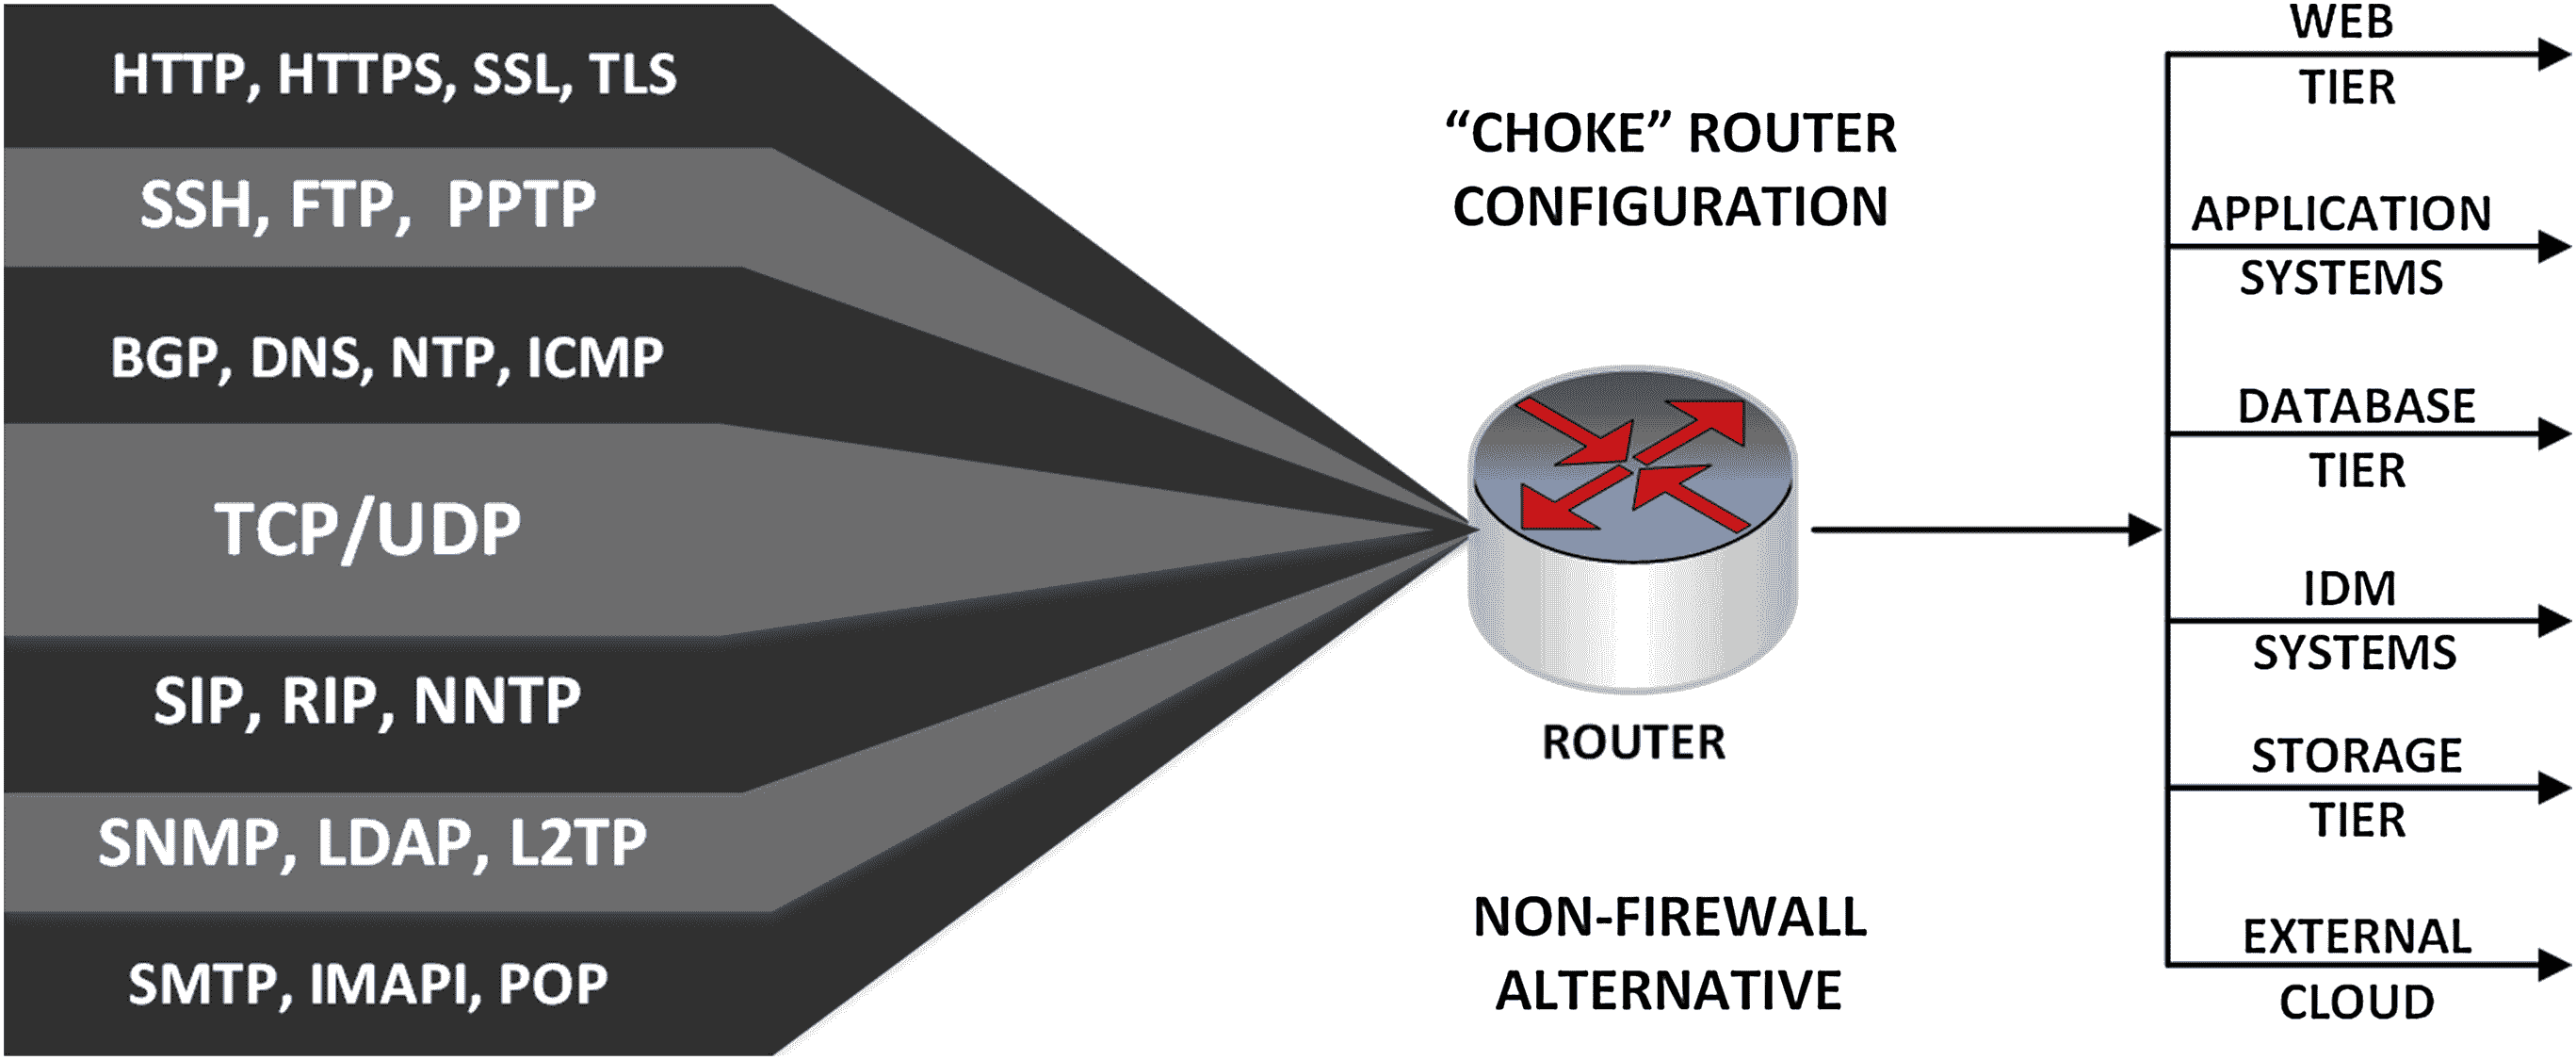 HTTP, HTTPS, SSL, TLS
SSH, FTP, PPTP
BGP, DNS, NTP, ICMP
TCP/UDP
SIP, RIP, NNTP
SNMP, LDAP, L2TP
SMTP, IMAPI, POP
“CHOKE” ROUTER
CONFIGURATION
ROUTER
NON-FIREWALL
ALTERNATIVE
WEB
TIER
APPLICATION
SYSTEMS
DATABASE
TIER
IDM
SYSTEMS
STORAGE
TIER
EXTERNAL
CLOUD